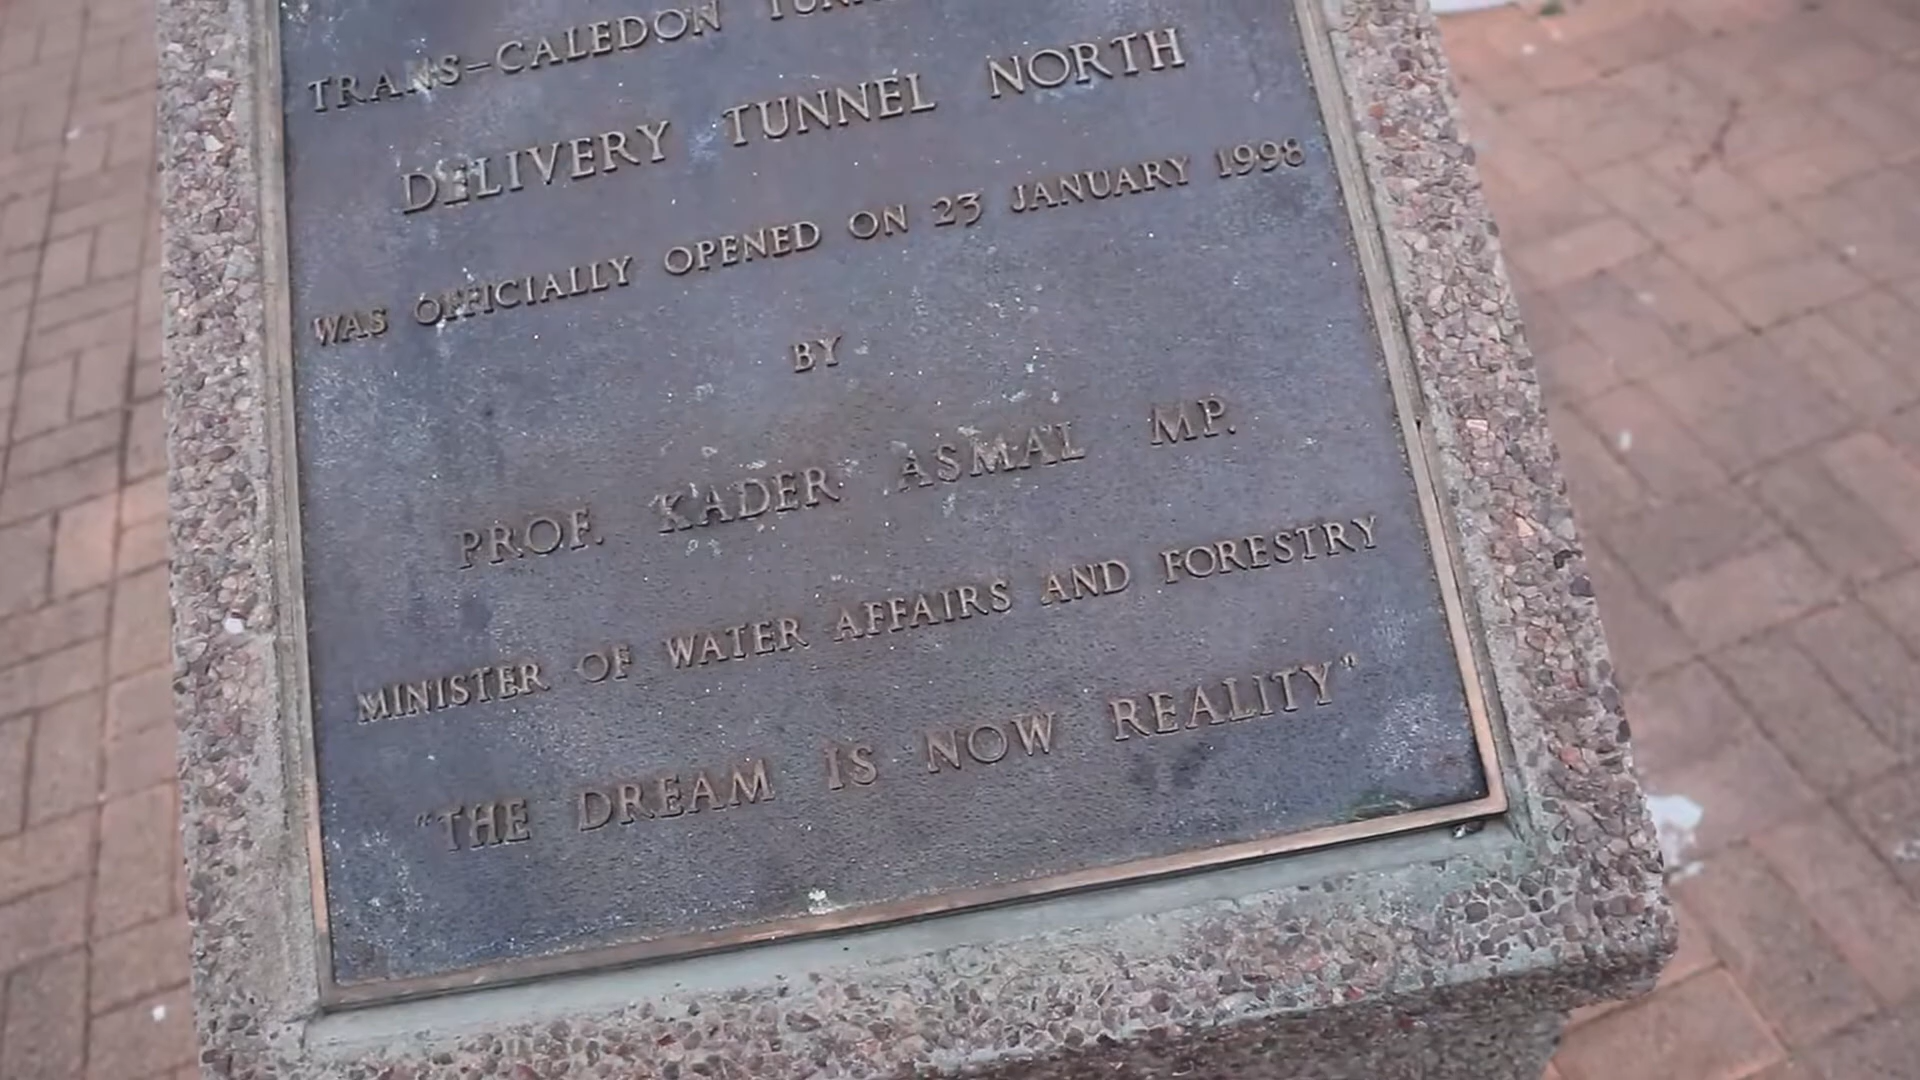 TRANS-CALEDON
DELIVERY TUNNEL NORTH
WAS OFFICIALLY OPENED ON 23 JANUARY 1998
BY
PROF. KADER ASMAL MP.
MINISTER OF WATER AFFAIRS AND FORESTRY
"THE DREAM IS NOW REALITY"